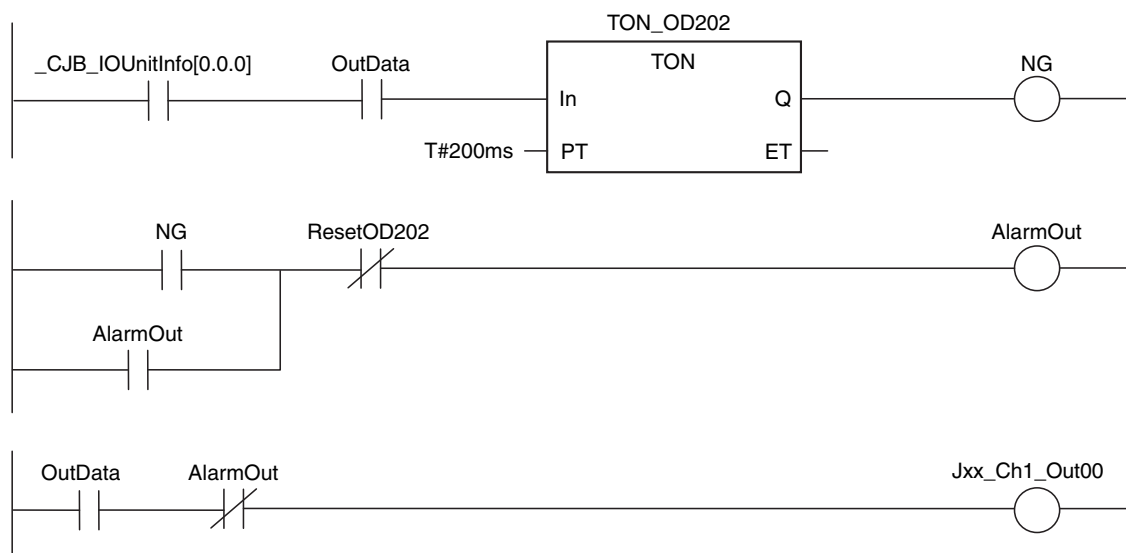 TON_OD202
_CJB_IOUnitInfo[0.0.0] OutData TON NG
In Q
T#200ms PT ET
NG ResetOD202 AlarmOut
AlarmOut
OutData AlarmOut Jxx_Ch1_Out00